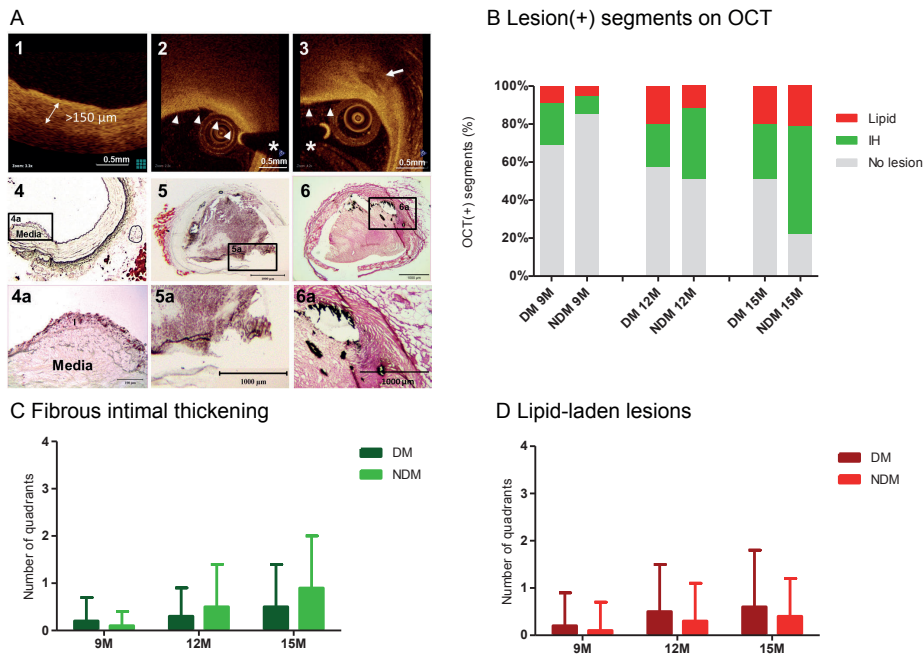 A
1
>150 µm
0.5mm
2
*
0.5mm
3
*
0.5mm
4
4a
Media
5
5a
1000 µm
6
6a
4a
I
Media
5a
1000 µm
6a
1000 µm
B Lesion(+) segments on OCT
OCT(+) segments (%)
100%
80%
60%
40%
20%
0%
DM 9M
NDM 9M
DM 12M
NDM 12M
DM 15M
NDM 15M
Lipid
IH
No lesion
C Fibrous intimal thickening
Number of quadrants
4
3
2
1
0
9M
12M
15M
DM
NDM
D Lipid-laden lesions
Number of quadrants
4
3
2
1
0
9M
12M
15M
DM
NDM